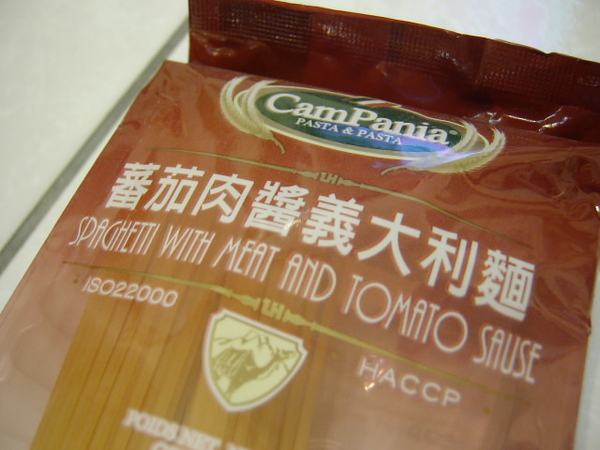 CamPania
PASTA & PASTA
蕃茄肉醬義大利麵
SPAGHETTI WITH MEAT AND TOMATO SAUSE
ISO22000
HACCP
POIDS NET